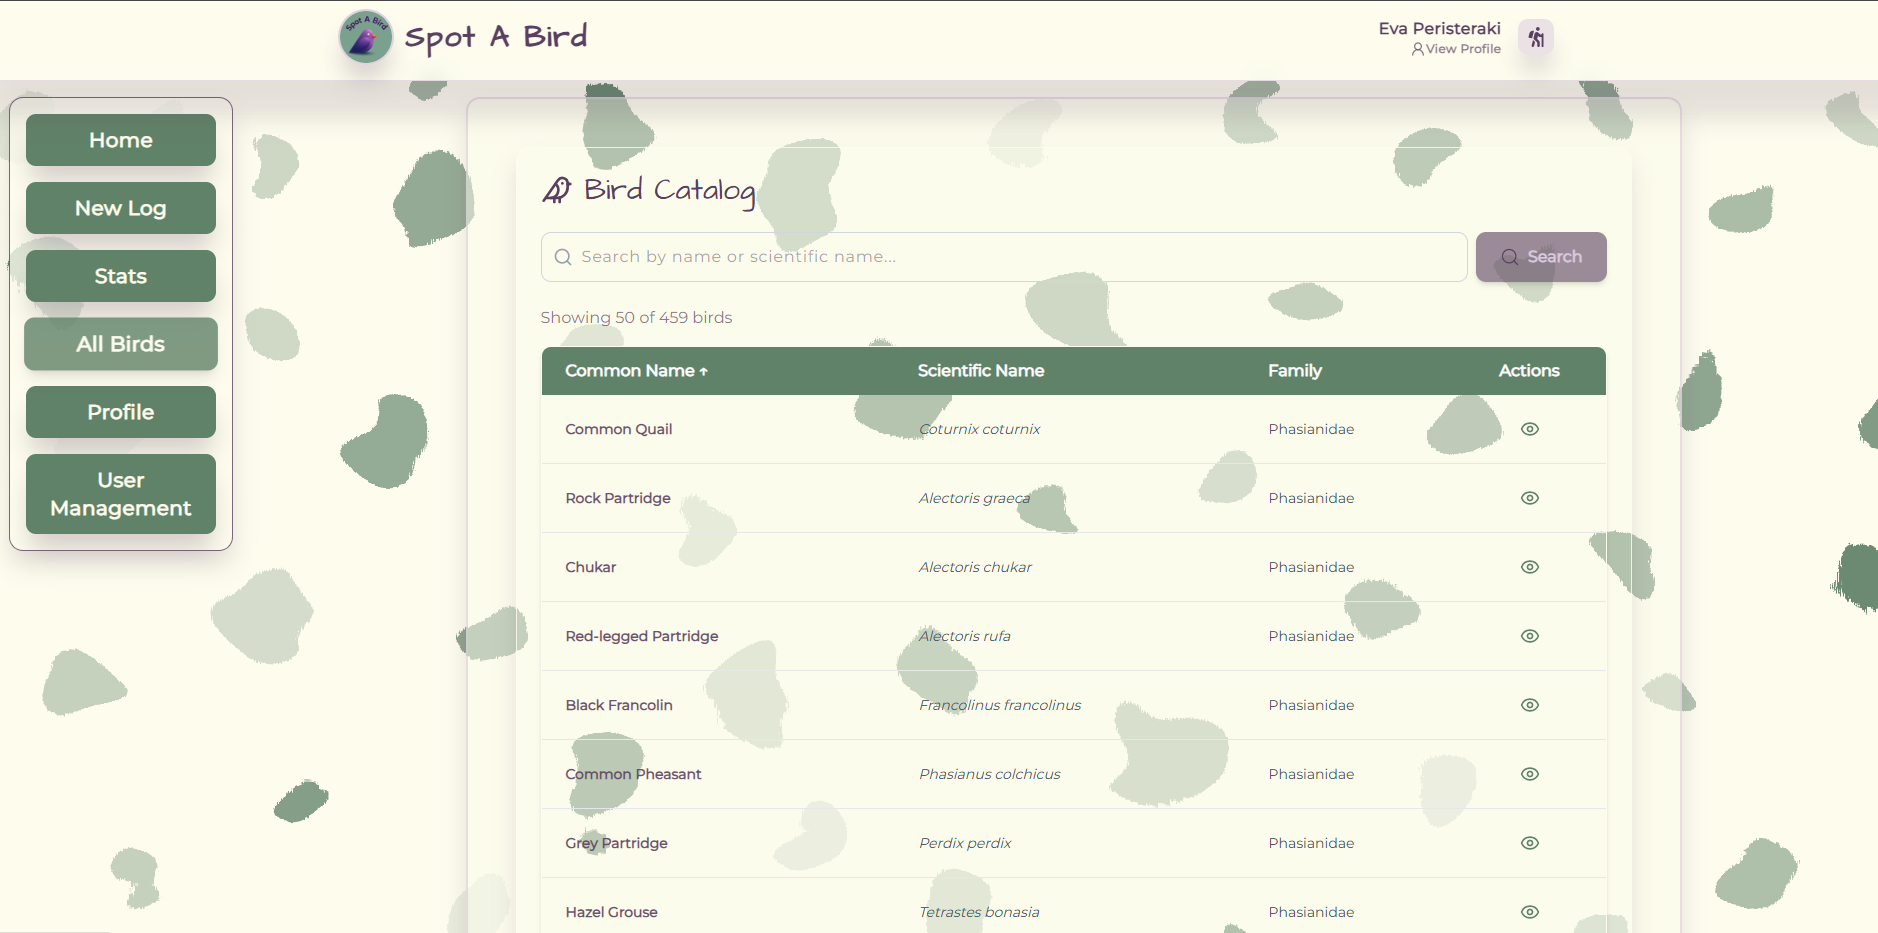 Spot A Bird
Spot A Bird
Eva Peristeraki
View Profile
Home
New Log
Stats
All Birds
Profile
User
Management
Bird Catalog
Search by name or scientific name...
Search
Showing 50 of 459 birds
Common Name ↑ Scientific Name Family Actions
Common Quail Coturnix coturnix Phasianidae
Rock Partridge Alectoris graeca Phasianidae
Chukar Alectoris chukar Phasianidae
Red-legged Partridge Alectoris rufa Phasianidae
Black Francolin Francolinus francolinus Phasianidae
Common Pheasant Phasianus colchicus Phasianidae
Grey Partridge Perdix perdix Phasianidae
Hazel Grouse Tetrastes bonasia Phasianidae